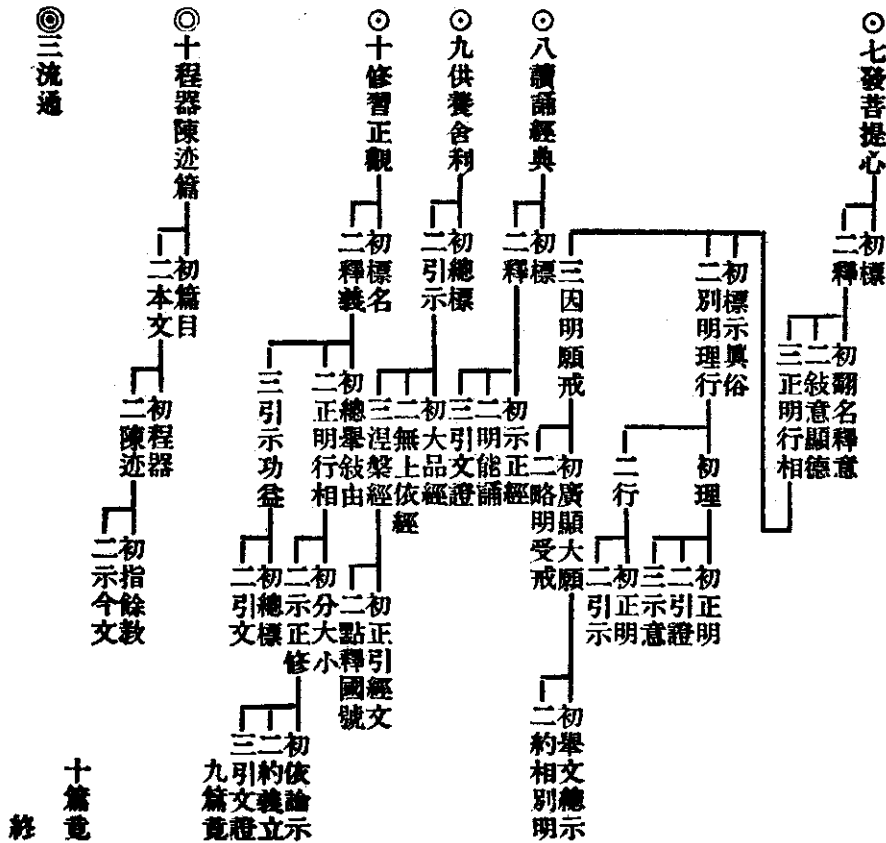 ⊙七發菩提心
初標
二釋
初翻名釋意
二敍意顯德
三正明行相
初標示眞俗
二別明理行
初理
初正明
二引證
三示意
二行
初正明
二引示
三因明願戒
初廣顯大願
初舉文總示
二約相別明
二略明受戒
⊙八讀誦經典
初標
二釋
初示正經
二明能誦
三引文證
⊙九供養舍利
初總標
二引示
初大品經
二無上依經
三涅槃經
初正引經文
二點釋國號
⊙十修習正觀
初標名
二釋義
初總舉敍由
二正明行相
初分大小
二示正修
初依論示
二約義立
三引文證
三引示功益
初總標
二引文
九篇竟
◎十程器陳迹篇
初篇目
二本文
初程器
二陳迹
初指餘教
二示今文
十篇竟
◉三流通
終